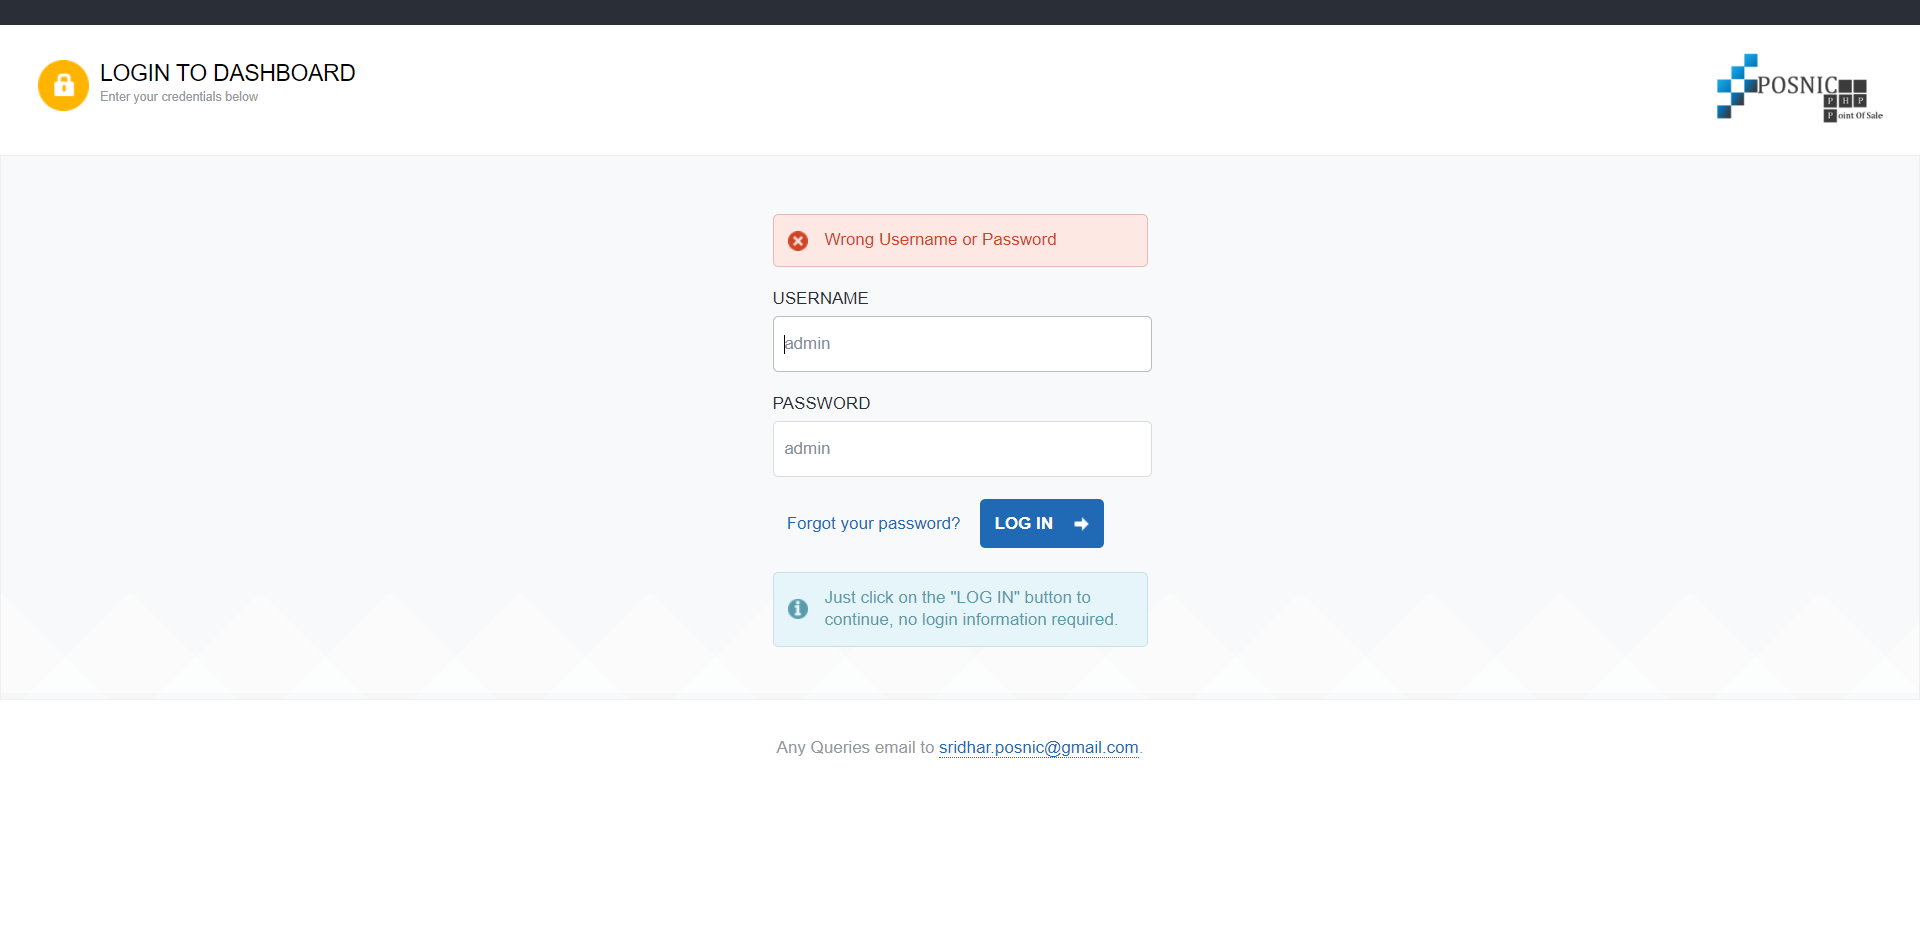 LOGIN TO DASHBOARD
Enter your credentials below
POSNIC
PHP
Point Of Sale
Wrong Username or Password
USERNAME
admin
PASSWORD
admin
Forgot your password?
LOG IN
Just click on the "LOG IN" button to
continue, no login information required.
Any Queries email to sridhar.posnic@gmail.com.